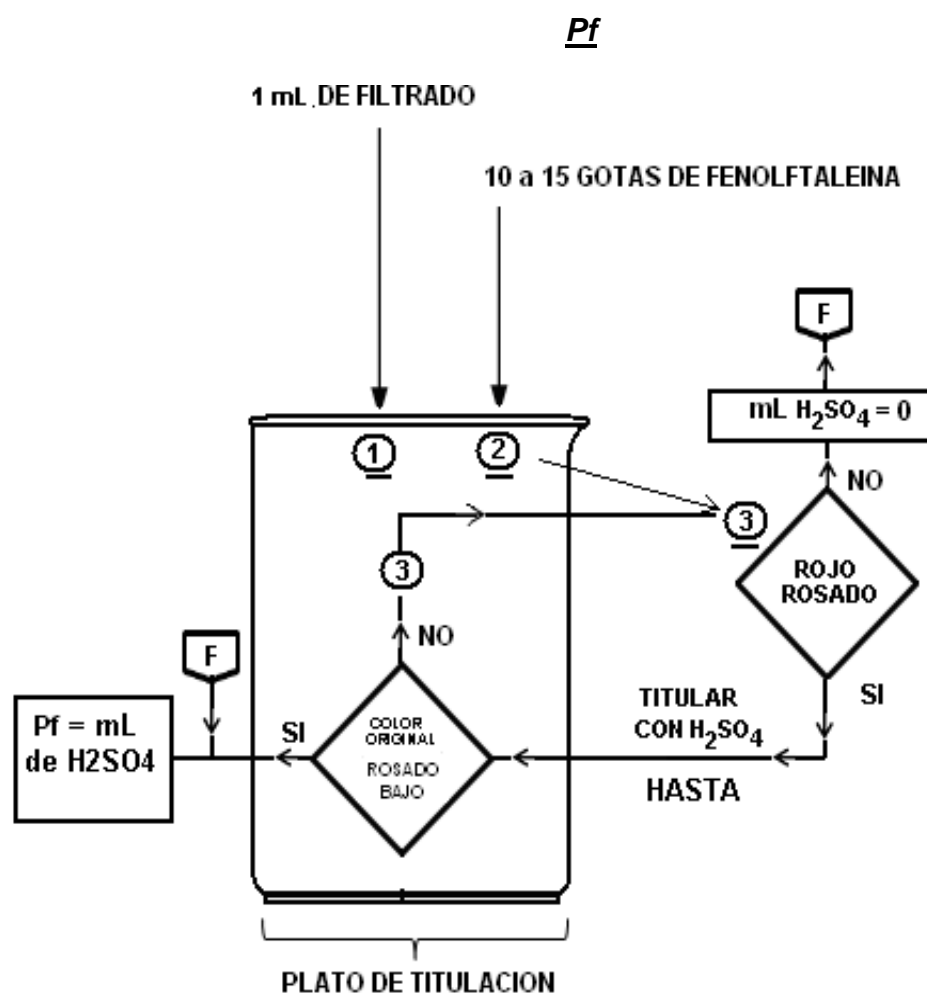 Pf
1 mL .DE FILTRADO
10 a 15 GOTAS DE FENOLFTALEINA
F
mL H₂SO₄ = 0
1
2
NO
3
ROJO
ROSADO
3
NO
F
SI
TITULAR
CON H₂SO₄
HASTA
SI
COLOR
ORIGINAL
ROSADO
BAJO
Pf = mL
de H2SO4
PLATO DE TITULACION